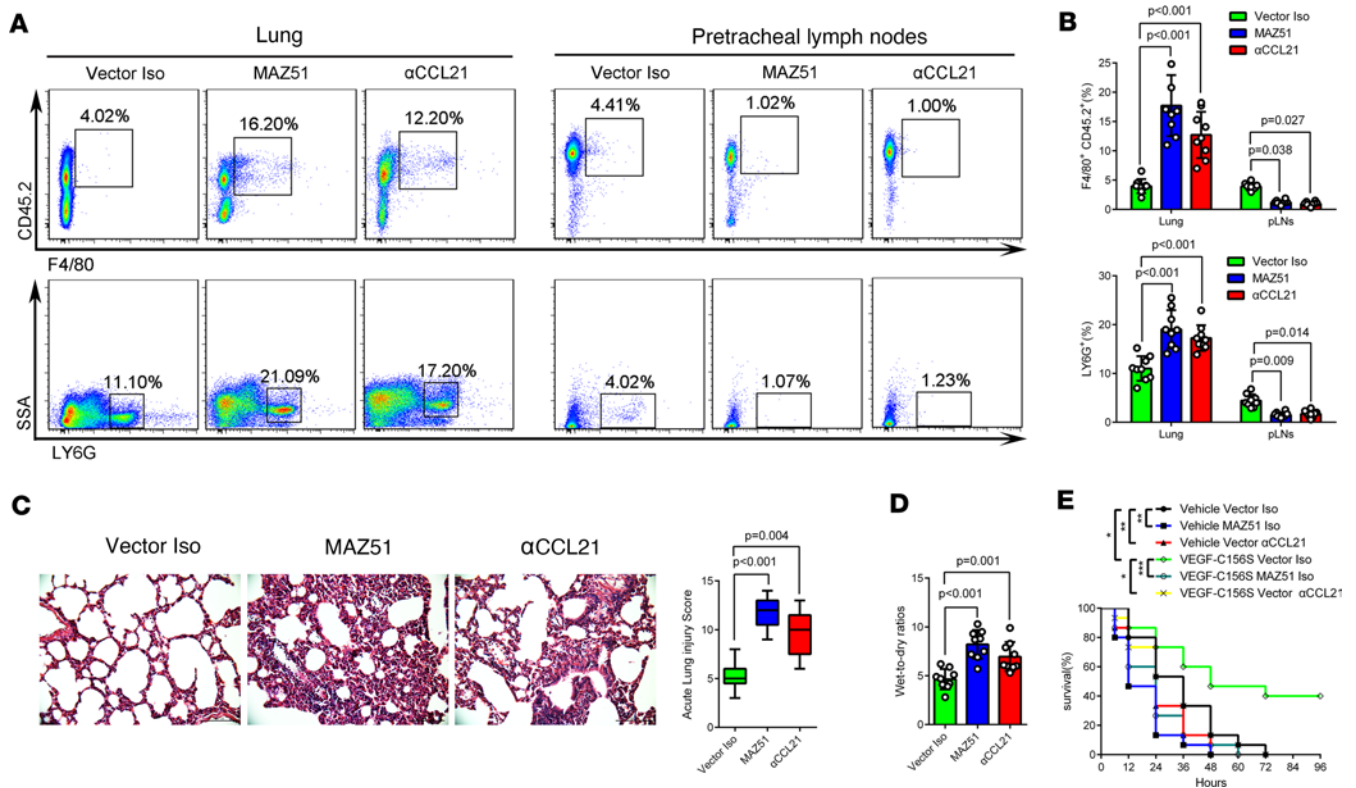 A
Lung
Pretracheal lymph nodes
Vector Iso
MAZ51
αCCL21
Vector Iso
MAZ51
αCCL21
4.02%
16.20%
12.20%
4.41%
1.02%
1.00%
CD45.2
F4/80
11.10%
21.09%
17.20%
4.02%
1.07%
1.23%
SSA
LY6G
B
Vector Iso
MAZ51
αCCL21
p<0.001
p<0.001
p=0.027
p=0.038
F4/80⁺ CD45.2⁺(%)
25
20
15
10
5
0
Lung
pLNs
Vector Iso
MAZ51
αCCL21
p<0.001
p<0.001
p=0.014
p=0.009
LY6G⁺(%)
30
20
10
0
Lung
pLNs
C
Vector Iso
MAZ51
αCCL21
p=0.004
p<0.001
Acute Lung injury Score
15
10
5
0
Vector Iso
MAZ51
αCCL21
D
p=0.001
p<0.001
Wet-to-dry ratios
15
10
5
0
Vector Iso
MAZ51
αCCL21
E
Vehicle Vector Iso
Vehicle MAZ51 Iso
Vehicle Vector αCCL21
VEGF-C156S Vector Iso
VEGF-C156S MAZ51 Iso
VEGF-C156S Vector αCCL21
*
**
**
*
***
survival(%)
100
80
60
40
20
0
0 12 24 36 48 60 72 84 96
Hours